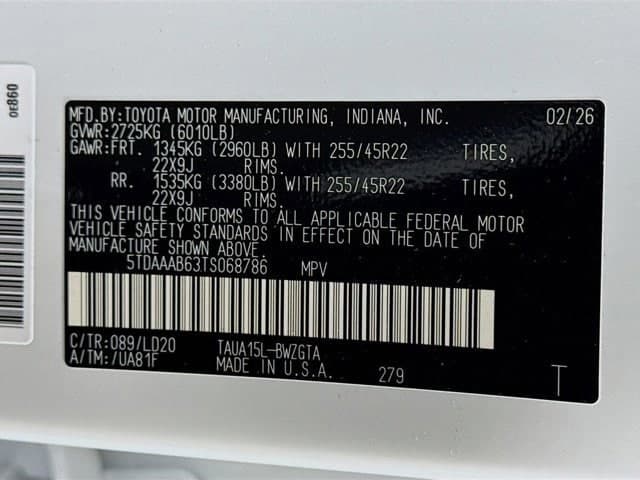 0E860
MFD.BY:TOYOTA MOTOR MANUFACTURING, INDIANA, INC. 02/26
GVWR:2725KG (6010LB)
GAWR:FRT. 1345KG (2960LB) WITH 255/45R22 TIRES,
22X9J RIMS.
RR. 1535KG (3380LB) WITH 255/45R22 TIRES,
22X9J RIMS.
THIS VEHICLE CONFORMS TO ALL APPLICABLE FEDERAL MOTOR
VEHICLE SAFETY STANDARDS IN EFFECT ON THE DATE OF
MANUFACTURE SHOWN ABOVE.
5TDAAAB63TS068786 MPV
C/TR:089/LD20 TAUA15L-BWZGTA
A/TM:/UA81F MADE IN U.S.A. 279 T